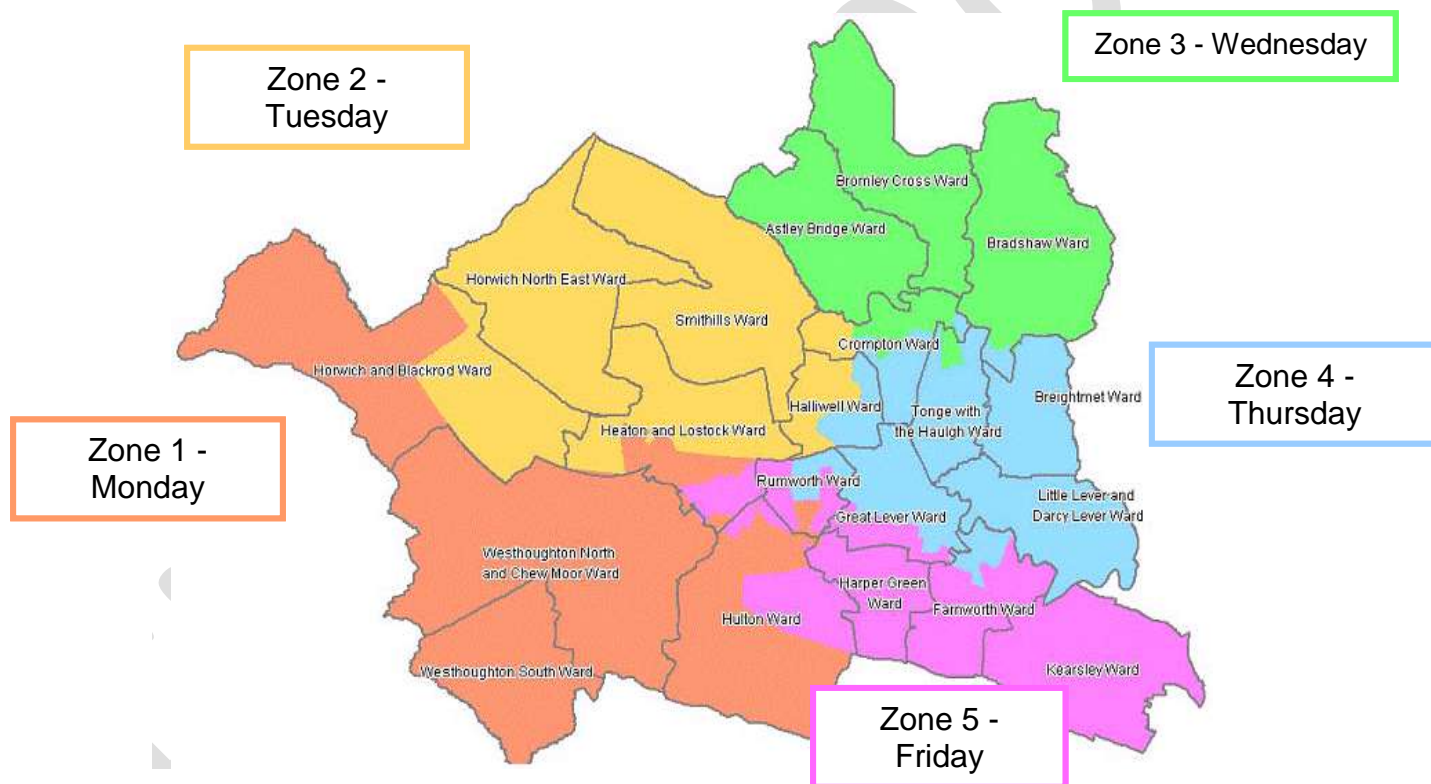 Zone 3 - Wednesday
Zone 2 -
Tuesday
Bromley Cross Ward
Astley Bridge Ward
Bradshaw Ward
Horwich North East Ward
Smithills Ward
Crompton Ward
Horwich and Blackrod Ward
Zone 4 -
Thursday
Breightmet Ward
Halliwell Ward
Tonge with
the Haulgh Ward
Heaton and Lostock Ward
Zone 1 -
Monday
Rumworth Ward
Little Lever and
Darcy Lever Ward
Great Lever Ward
Westhoughton North
and Chew Moor Ward
Harper Green
Ward
Farnworth Ward
Hulton Ward
Westhoughton South Ward
Kearsley Ward
Zone 5 -
Friday